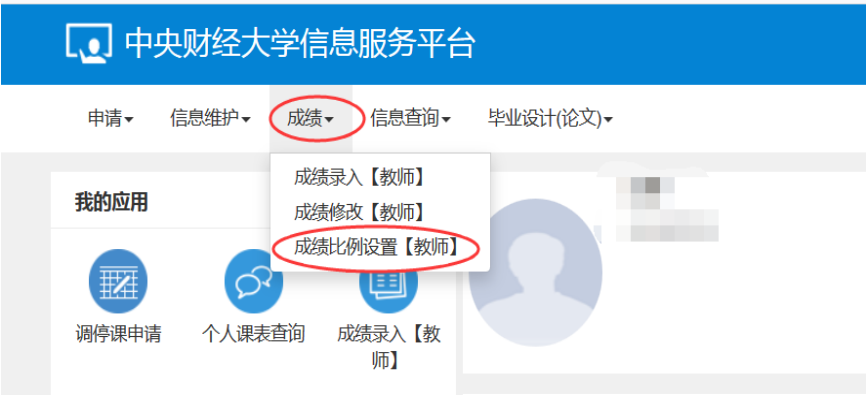 中央财经大学信息服务平台
申请 信息维护 成绩 信息查询 毕业设计(论文)
成绩录入【教师】
成绩修改【教师】
成绩比例设置【教师】
我的应用
调停课申请 个人课表查询 成绩录入【教
师】